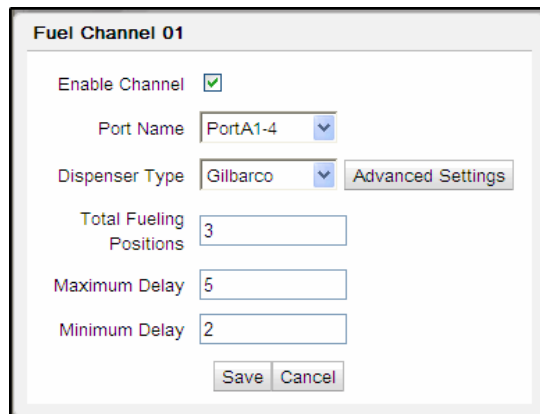 Fuel Channel 01
Enable Channel
Port Name PortA1-4
Dispenser Type Gilbarco Advanced Settings
Total Fueling
Positions 3
Maximum Delay 5
Minimum Delay 2
Save Cancel